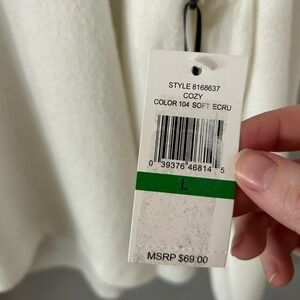 STYLE 8168637
COZY
COLOR 104 SOFT ECRU
0 39376 46814 5
L
MSRP $69.00